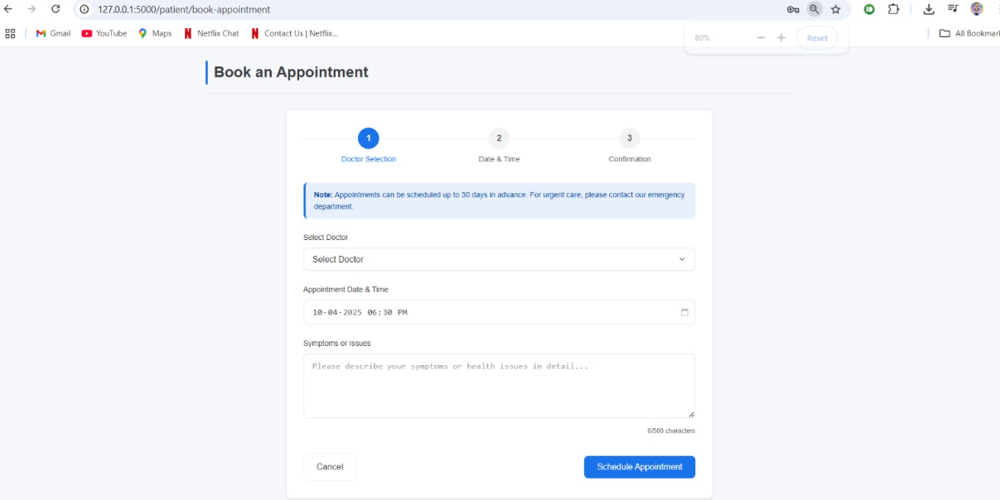 127.0.0.1:5000/patient/book-appointment
Gmail YouTube Maps Netflix Chat Contact Us | Netflix... All Bookmark
80% Reset
Book an Appointment
1 2 3
Doctor Selection Date & Time Confirmation
Note: Appointments can be scheduled up to 30 days in advance. For urgent care, please contact our emergency
department.
Select Doctor
Select Doctor
Appointment Date & Time
10-04-2025 06:30 PM
Symptoms or Issues
Please describe your symptoms or health issues in detail...
0/500 characters
Cancel Schedule Appointment